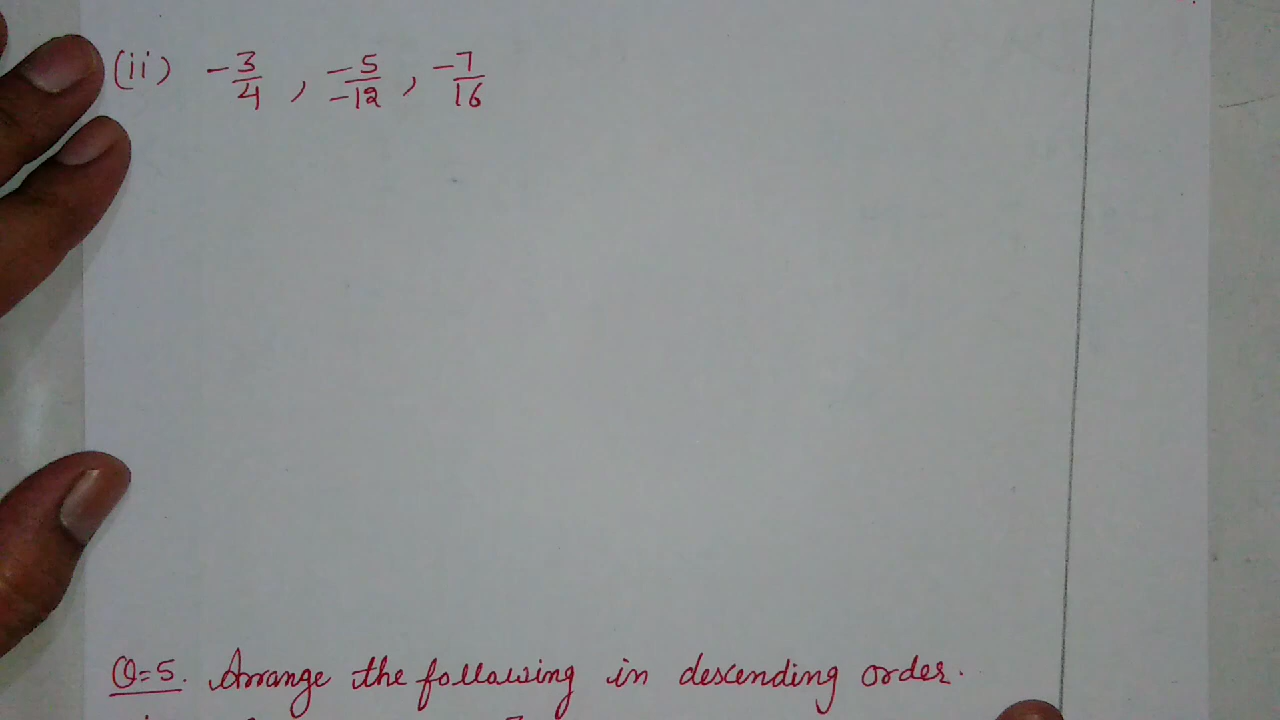 (ii) -3/4 , -5/-12 , -7/16
Q=5. Arrange the following in descending order.